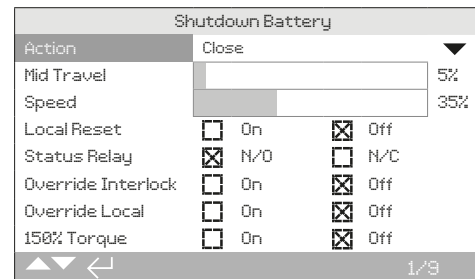 Shutdown Battery
Action Close
Mid Travel 5%
Speed 35%
Local Reset On Off
Status Relay N/O N/C
Override Interlock On Off
Override Local On Off
150% Torque On Off
1/9